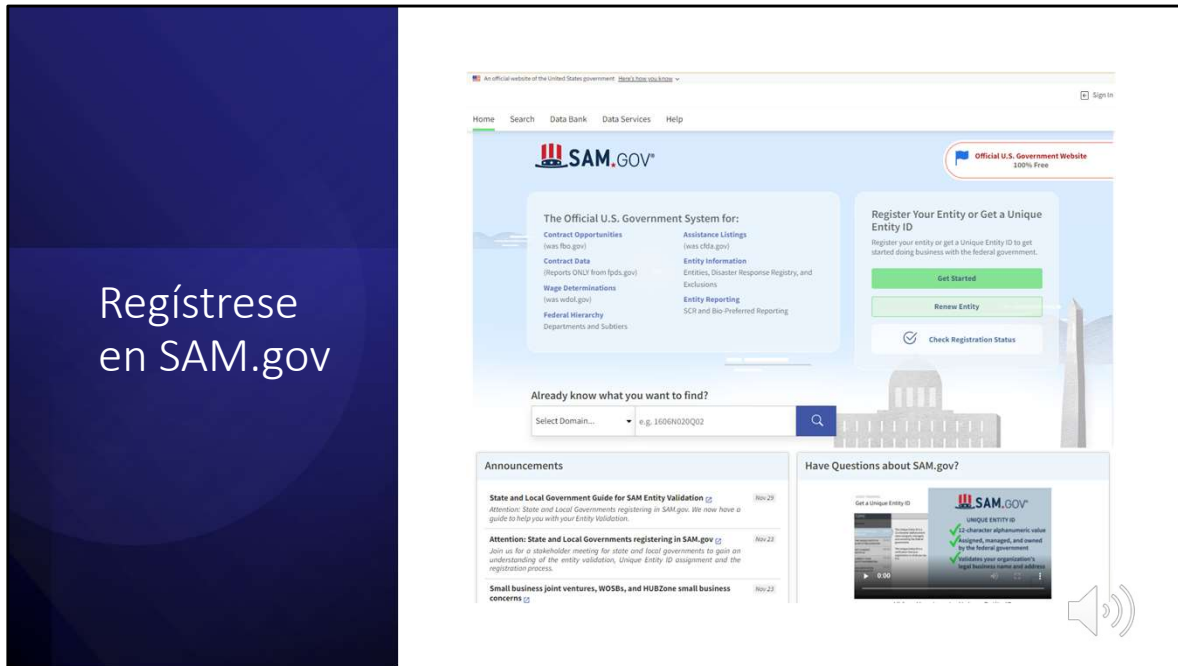 Regístrese
en SAM.gov
An official website of the United States government Here's how you know
Sign In
Home Search Data Bank Data Services Help
SAM.GOV®
Official U.S. Government Website
100% Free
The Official U.S. Government System for:
Contract Opportunities
(was fbo.gov)
Contract Data
(Reports ONLY from fpds.gov)
Wage Determinations
(was wdol.gov)
Federal Hierarchy
Departments and Subtiers
Assistance Listings
(was cfda.gov)
Entity Information
Entities, Disaster Response Registry, and
Exclusions
Entity Reporting
SCR and Bio-Preferred Reporting
Register Your Entity or Get a Unique
Entity ID
Register your entity or get a Unique Entity ID to get
started doing business with the federal government.
Get Started
Renew Entity
Check Registration Status
Already know what you want to find?
Select Domain... e.g. 1606N020Q02
Announcements
State and Local Government Guide for SAM Entity Validation Nov 29
Attention: State and Local Governments registering in SAM.gov. We now have a
guide to help you with your Entity Validation.
Attention: State and Local Governments registering in SAM.gov Nov 23
Join us for a stakeholder meeting for state and local governments to gain an
understanding of the entity validation, Unique Entity ID assignment and the
registration process.
Small business joint ventures, WOSBs, and HUBZone small business Nov 23
concerns
Have Questions about SAM.gov?
Get a Unique Entity ID
SAM.GOV®
UNIQUE ENTITY ID
12-character alphanumeric value
Assigned, managed, and owned
by the federal government
Validates your organization's
legal business name and address
0:00